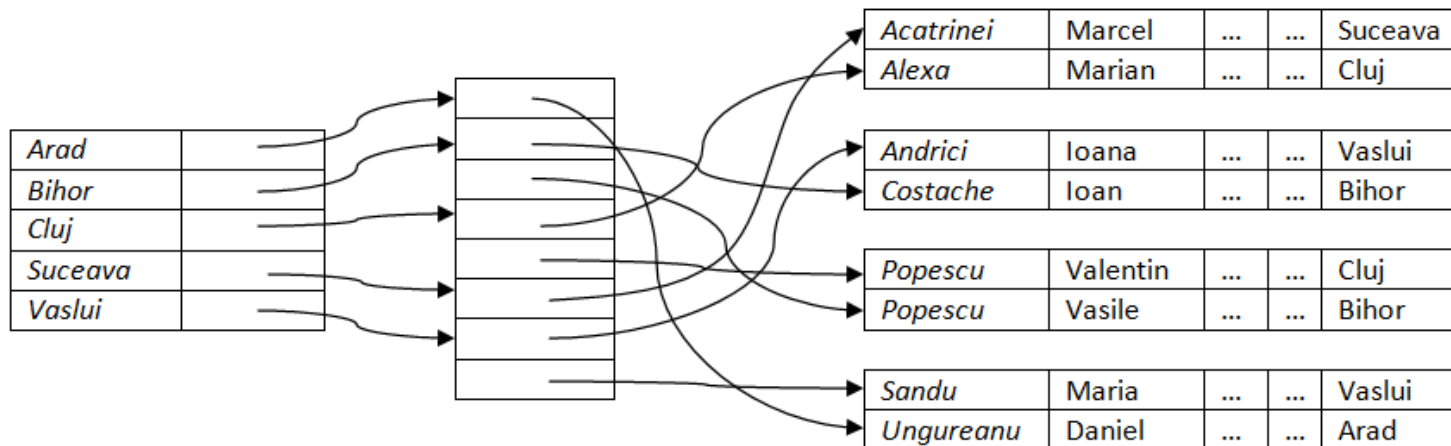 Arad
Bihor
Cluj
Suceava
Vaslui
Acatrinei Marcel ... ... Suceava
Alexa Marian ... ... Cluj
Andrici Ioana ... ... Vaslui
Costache Ioan ... ... Bihor
Popescu Valentin ... ... Cluj
Popescu Vasile ... ... Bihor
Sandu Maria ... ... Vaslui
Ungureanu Daniel ... ... Arad